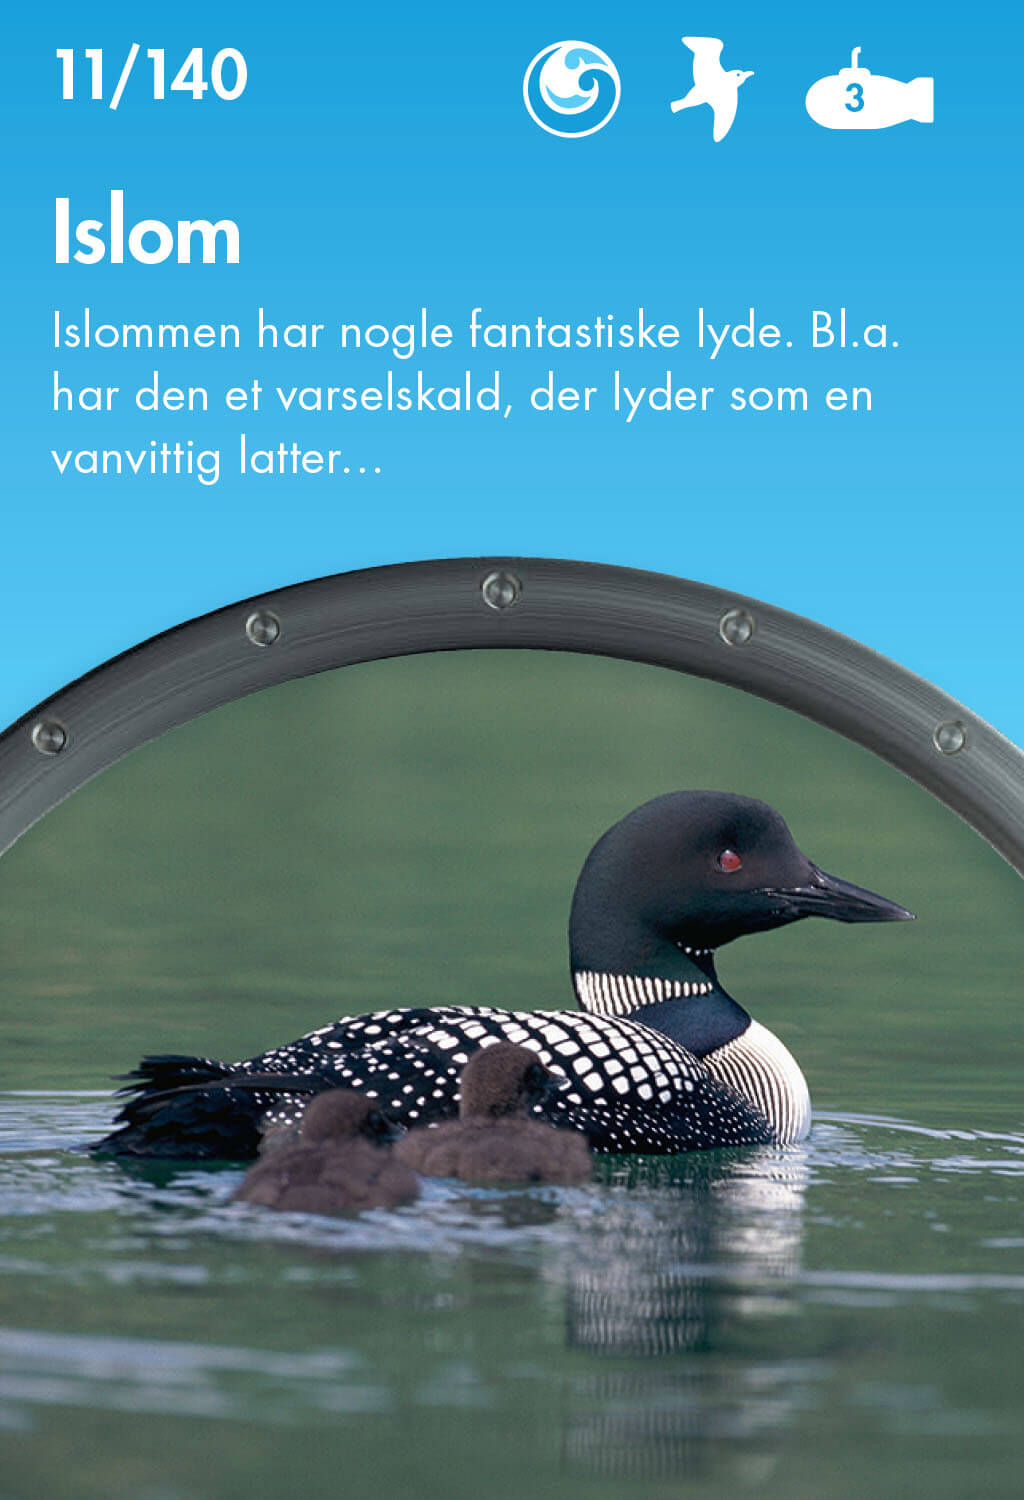 11/140
3
Islom
Islommen har nogle fantastiske lyde. Bl.a.
har den et varselskald, der lyder som en
vanvittig latter...